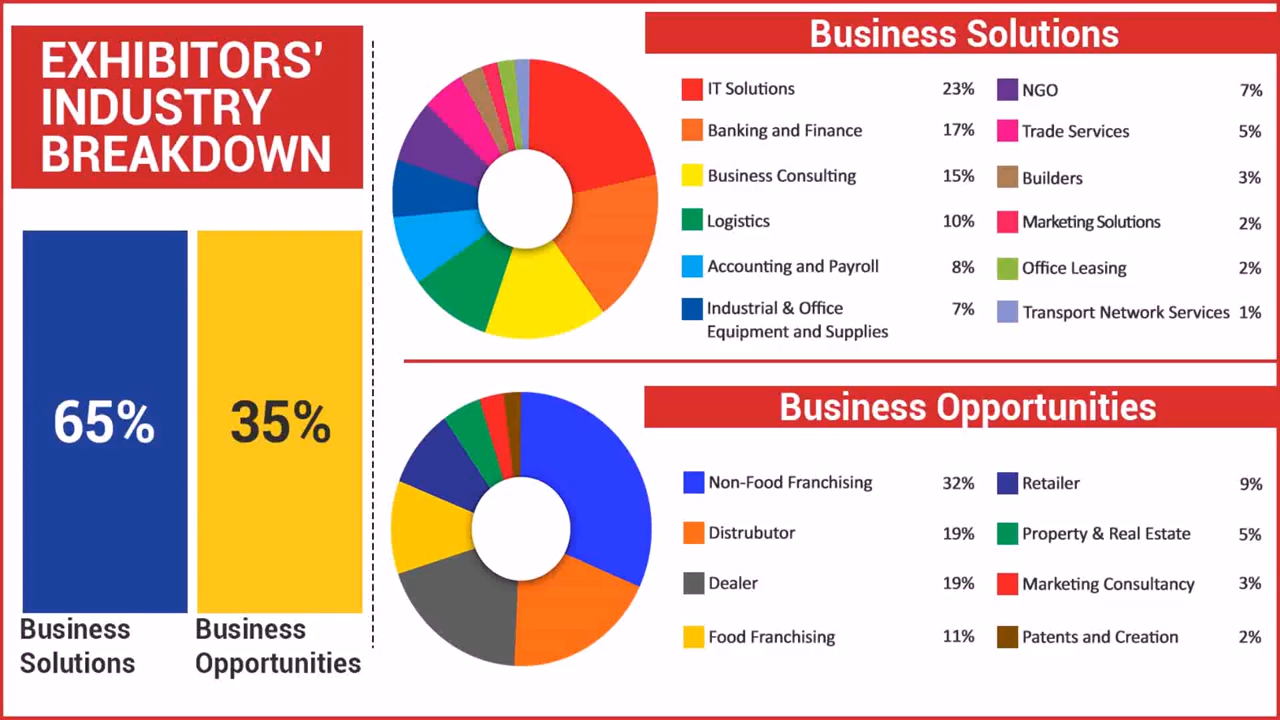 EXHIBITORS'
INDUSTRY
BREAKDOWN
65%
35%
Business
Solutions
Business
Opportunities
Business Solutions
IT Solutions 23%
Banking and Finance 17%
Business Consulting 15%
Logistics 10%
Accounting and Payroll 8%
Industrial & Office 7%
Equipment and Supplies
NGO 7%
Trade Services 5%
Builders 3%
Marketing Solutions 2%
Office Leasing 2%
Transport Network Services 1%
Business Opportunities
Non-Food Franchising 32%
Distrubutor 19%
Dealer 19%
Food Franchising 11%
Retailer 9%
Property & Real Estate 5%
Marketing Consultancy 3%
Patents and Creation 2%